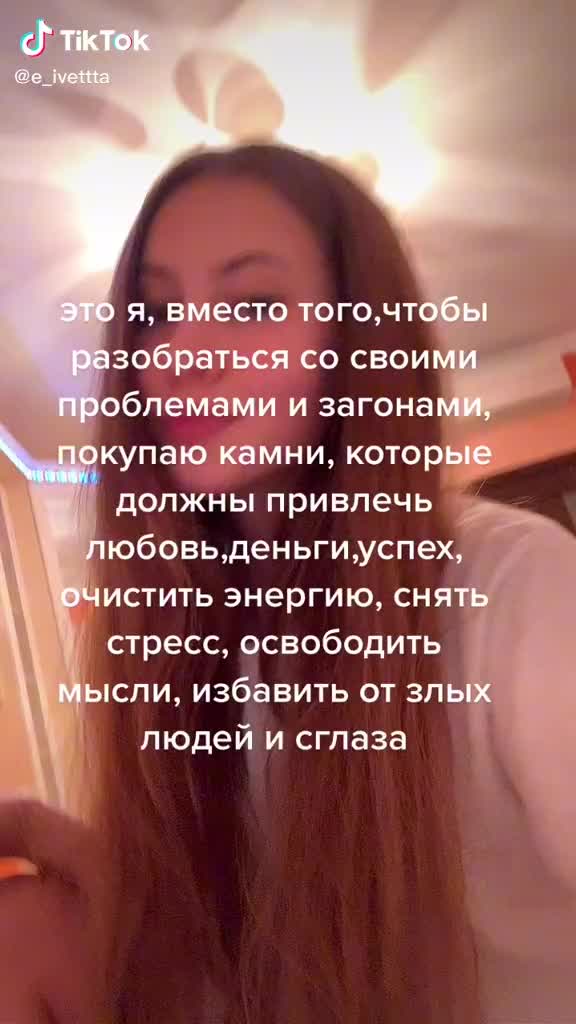 TikTok
@e_ivettta
это я, вместо того,чтобы
разобраться со своими
проблемами и загонами,
покупаю камни, которые
должны привлечь
любовь,деньги,успех,
очистить энергию, снять
стресс, освободить
мысли, избавить от злых
людей и сглаза